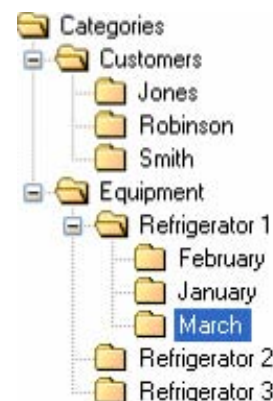 Categories
Customers
Jones
Robinson
Smith
Equipment
Refrigerator 1
February
January
March
Refrigerator 2
Refrigerator 3